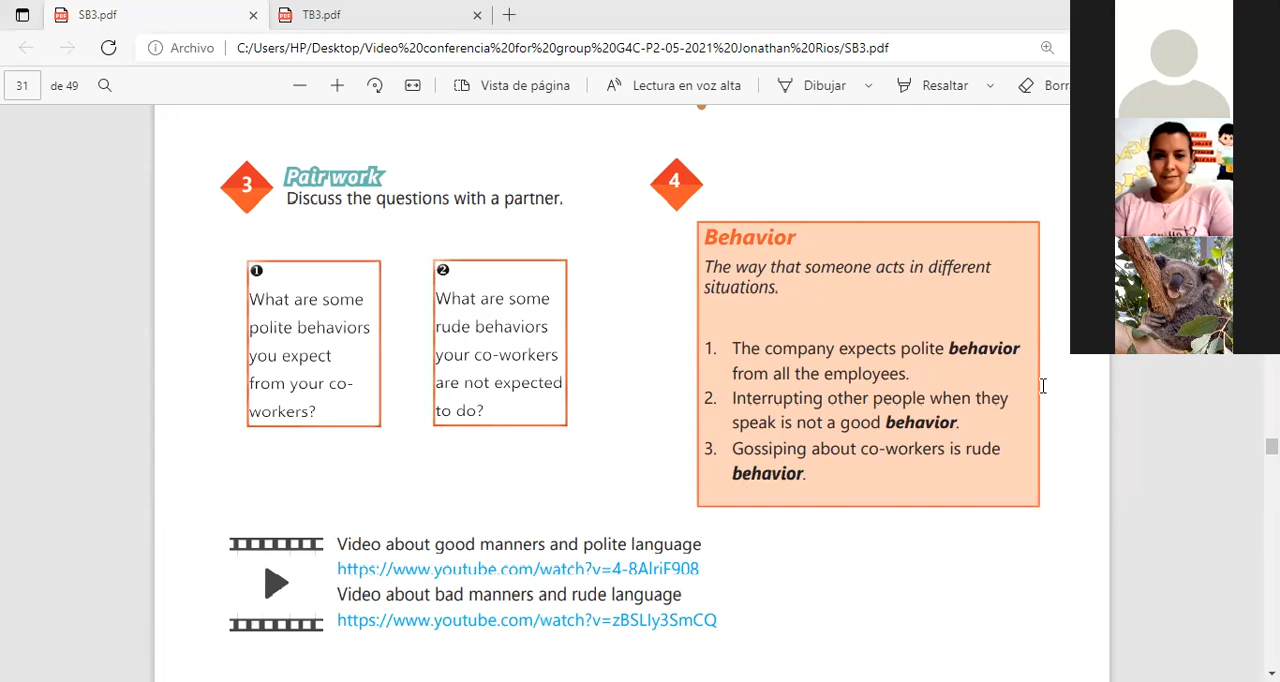 SB3.pdf
TB3.pdf
Archivo
C:/Users/HP/Desktop/Video%20conferencia%20for%20group%20G4C-P2-05-2021%20Jonathan%20Rios/SB3.pdf
31 de 49
Vista de página
Lectura en voz alta
Dibujar
Resaltar
Borr
3
Pair work
Discuss the questions with a partner.
❶
What are some
polite behaviors
you expect
from your co-
workers?
❷
What are some
rude behaviors
your co-workers
are not expected
to do?
4
Behavior
The way that someone acts in different
situations.
1. The company expects polite behavior
from all the employees.
2. Interrupting other people when they
speak is not a good behavior.
3. Gossiping about co-workers is rude
behavior.
Video about good manners and polite language
https://www.youtube.com/watch?v=4-8AlriF908
Video about bad manners and rude language
https://www.youtube.com/watch?v=zBSLIy3SmCQ